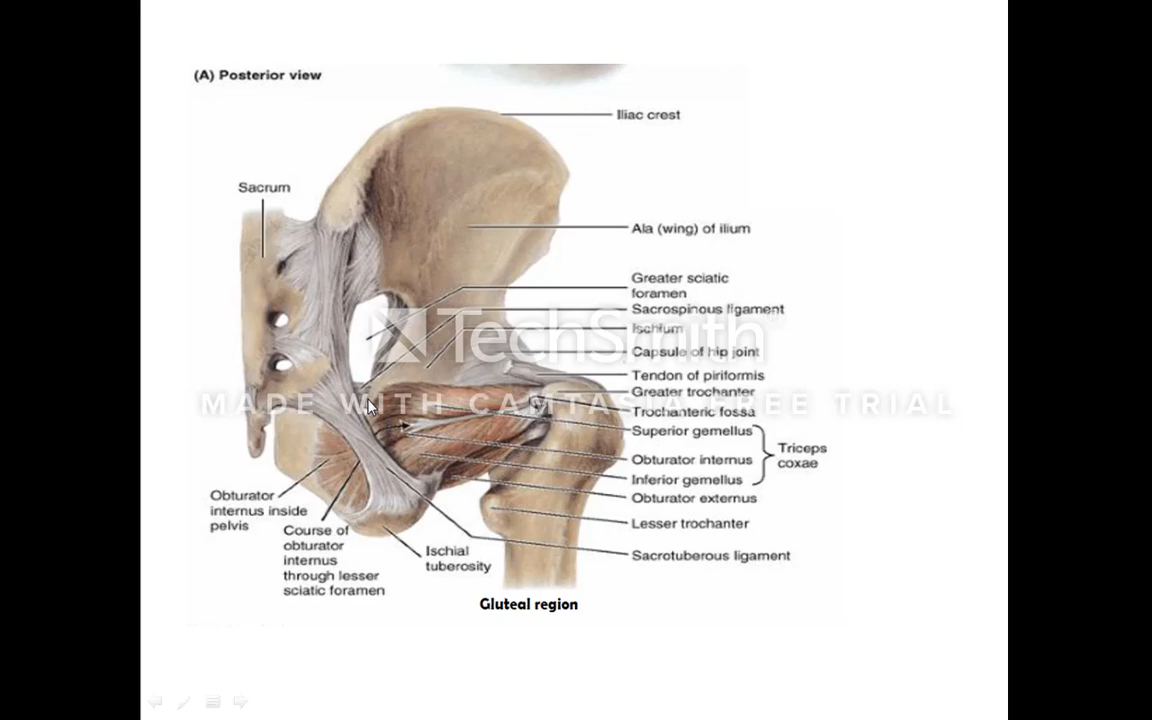 (A) Posterior view
Iliac crest
Sacrum
Ala (wing) of ilium
Greater sciatic
foramen
Sacrospinous ligament
Ischium
TechSmith
Capsule of hip joint
Tendon of piriformis
Greater trochanter
MADE WITH CAMTASIA FREE TRIAL
Trochanteric fossa
Superior gemellus
Obturator internus
Inferior gemellus
Triceps
coxae
Obturator externus
Lesser trochanter
Sacrotuberous ligament
Obturator
internus inside
pelvis
Course of
obturator
internus
through lesser
sciatic foramen
Ischial
tuberosity
Gluteal region